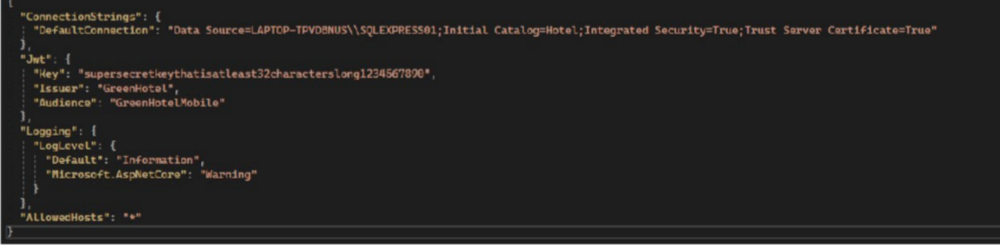 {
"ConnectionStrings": {
"DefaultConnection": "Data Source=LAPTOP-TPVDBNUS\\SQLEXPRESS01;Initial Catalog=Hotel;Integrated Security=True;Trust Server Certificate=True"
},
"Jwt": {
"Key": "supersecretkeythatisatleast32characterslong1234567890",
"Issuer": "GreenHotel",
"Audience": "GreenHotelMobile"
},
"Logging": {
"LogLevel": {
"Default": "Information",
"Microsoft.AspNetCore": "Warning"
}
},
"AllowedHosts": "*"
}